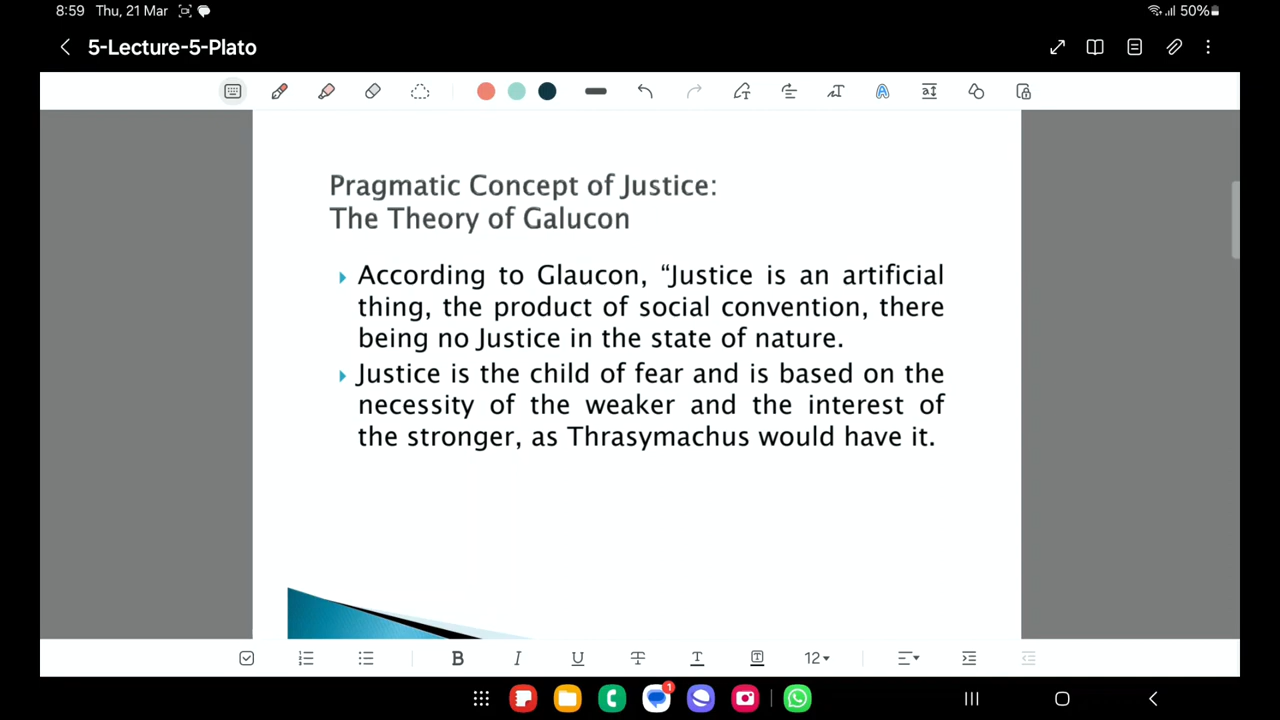 8:59 Thu, 21 Mar 50%
5-Lecture-5-Plato
Pragmatic Concept of Justice:
The Theory of Galucon
According to Glaucon, “Justice is an artificial
thing, the product of social convention, there
being no Justice in the state of nature.
Justice is the child of fear and is based on the
necessity of the weaker and the interest of
the stronger, as Thrasymachus would have it.
B I U T T T 12
1